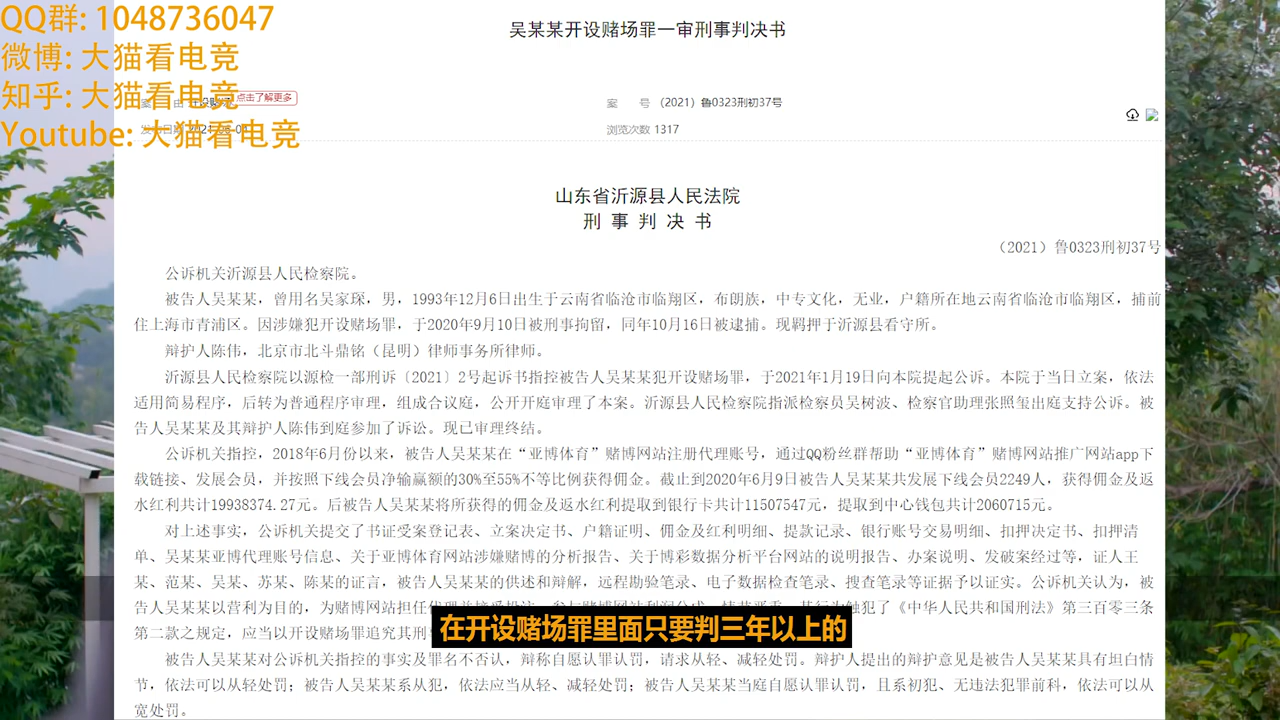 QQ群: 1048736047
微博: 大猫看电竞
知乎: 大猫看电竞
Youtube: 大猫看电竞
吴某某开设赌场罪一审刑事判决书
案 由 点击了解更多
案 号 （2021）鲁0323刑初37号
发布日期
浏览次数 1317
山东省沂源县人民法院
刑 事 判 决 书
（2021）鲁0323刑初37号
公诉机关沂源县人民检察院。
被告人吴某某，曾用名吴家琛，男，1993年12月6日出生于云南省临沧市临翔区，布朗族，中专文化，无业，户籍所在地云南省临沧市临翔区，捕前
住上海市青浦区。因涉嫌犯开设赌场罪，于2020年9月10日被刑事拘留，同年10月16日被逮捕。现羁押于沂源县看守所。
辩护人陈伟，北京市北斗鼎铭（昆明）律师事务所律师。
沂源县人民检察院以源检一部刑诉〔2021〕2号起诉书指控被告人吴某某犯开设赌场罪，于2021年1月19日向本院提起公诉。本院于当日立案，依法
适用简易程序，后转为普通程序审理，组成合议庭，公开开庭审理了本案。沂源县人民检察院指派检察员吴树波、检察官助理张照玺出庭支持公诉。被
告人吴某某及其辩护人陈伟到庭参加了诉讼。现已审理终结。
公诉机关指控，2018年6月份以来，被告人吴某某在“亚博体育”赌博网站注册代理账号，通过QQ粉丝群帮助“亚博体育”赌博网站推广网站app下
载链接、发展会员，并按照下线会员净输赢额的30%至55%不等比例获得佣金。截止到2020年6月9日被告人吴某某共发展下线会员2249人，获得佣金及返
水红利共计19938374.27元。后被告人吴某某将所获得的佣金及返水红利提取到银行卡共计11507547元，提取到中心钱包共计2060715元。
对上述事实，公诉机关提交了书证受案登记表、立案决定书、户籍证明、佣金及红利明细、提款记录、银行账号交易明细、扣押决定书、扣押清
单、吴某某亚博代理账号信息、关于亚博体育网站涉嫌赌博的分析报告、关于博彩数据分析平台网站的说明报告、办案说明、发破案经过等，证人王
某、范某、吴某、苏某、陈某的证言，被告人吴某某的供述和辩解，远程勘验笔录、电子数据检查笔录、搜查笔录等证据予以证实。公诉机关认为，被
告人吴某某以营利为目的，为赌博网站担任 《中华人民共和国刑法》第三百零三条
第二款之规定，应当以开设赌场罪追究其刑
在开设赌场罪里面只要判三年以上的
被告人吴某某对公诉机关指控的事实及罪名不否认，辩称自愿认罪认罚，请求从轻、减轻处罚。辩护人提出的辩护意见是被告人吴某某具有坦白情
节，依法可以从轻处罚；被告人吴某某系从犯，依法应当从轻、减轻处罚；被告人吴某某当庭自愿认罪认罚，且系初犯、无违法犯罪前科，依法可以从
宽处罚。